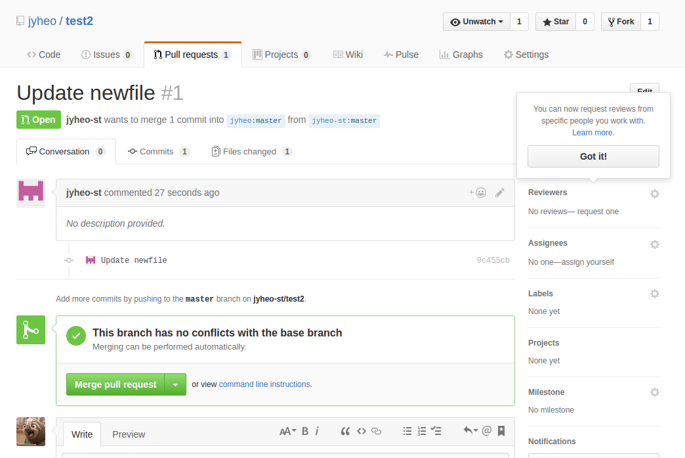 jyheo / test2
Unwatch 1 Star 0 Fork 1
Code Issues 0 Pull requests 1 Projects 0 Wiki Pulse Graphs Settings
Update newfile #1
Open jyheo-st wants to merge 1 commit into jyheo:master from jyheo-st:master
You can now request reviews from
specific people you work with.
Learn more.
Got it!
Conversation 0 Commits 1 Files changed 1
jyheo-st commented 27 seconds ago
No description provided.
Update newfile 9c455cb
Add more commits by pushing to the master branch on jyheo-st/test2.
This branch has no conflicts with the base branch
Merging can be performed automatically.
Merge pull request or view command line instructions.
Write Preview
AA B i “ <> @
Reviewers
No reviews— request one
Assignees
No one—assign yourself
Labels
None yet
Projects
None yet
Milestone
No milestone
Notifications